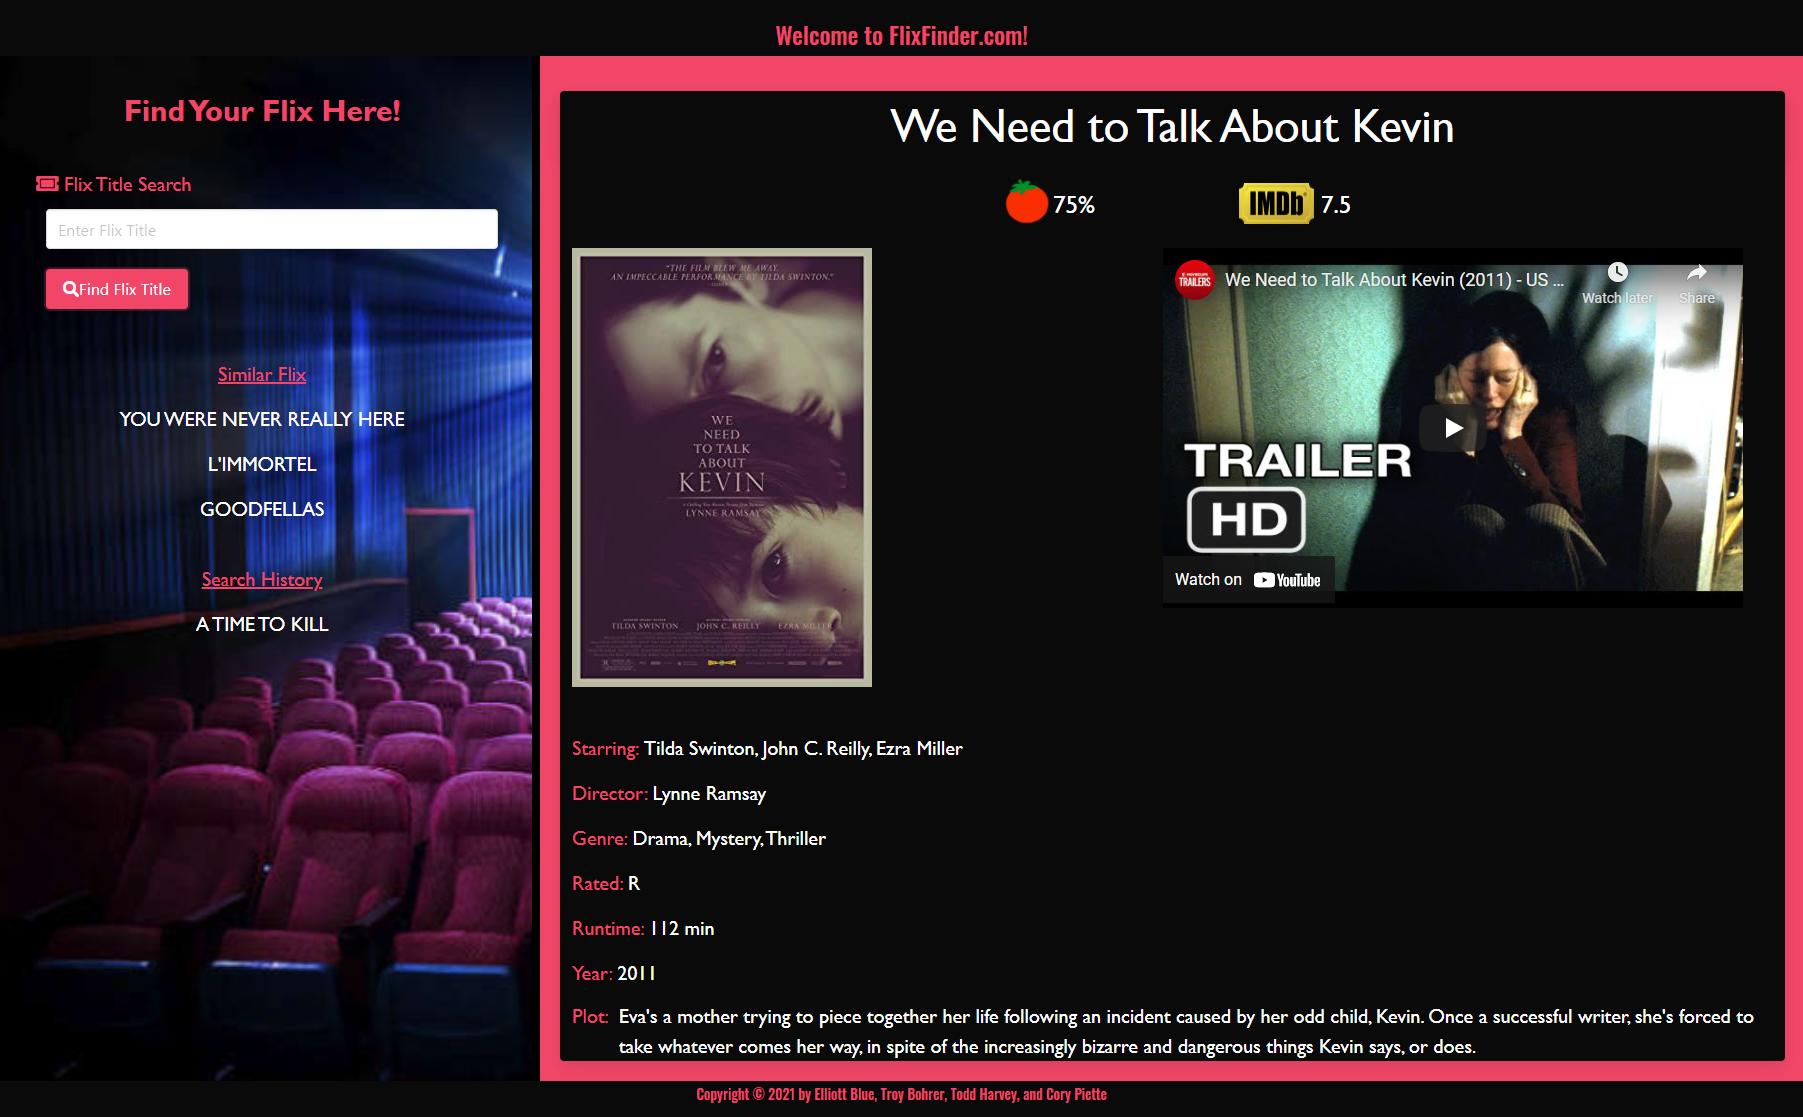 Welcome to FlixFinder.com!
Find Your Flix Here!
Flix Title Search
Enter Flix Title
Find Flix Title
Similar Flix
YOU WERE NEVER REALLY HERE
L'IMMORTEL
GOODFELLAS
Search History
A TIME TO KILL
We Need to Talk About Kevin
75%
IMDb 7.5
"THE FILM BLEW ME AWAY.
AN IMPECCABLE PERFORMANCE BY TILDA SWINTON."
WE
NEED
TO TALK
ABOUT
KEVIN
LYNNE RAMSAY
TILDA SWINTON JOHN C. REILLY EZRA MILLER
TRAILERS
We Need to Talk About Kevin (2011) - US ...
Watch later
Share
TRAILER
HD
Watch on YouTube
Starring: Tilda Swinton, John C. Reilly, Ezra Miller
Director: Lynne Ramsay
Genre: Drama, Mystery, Thriller
Rated: R
Runtime: 112 min
Year: 2011
Plot: Eva's a mother trying to piece together her life following an incident caused by her odd child, Kevin. Once a successful writer, she's forced to
take whatever comes her way, in spite of the increasingly bizarre and dangerous things Kevin says, or does.
Copyright © 2021 by Elliott Blue, Troy Bohrer, Todd Harvey, and Cory Piette